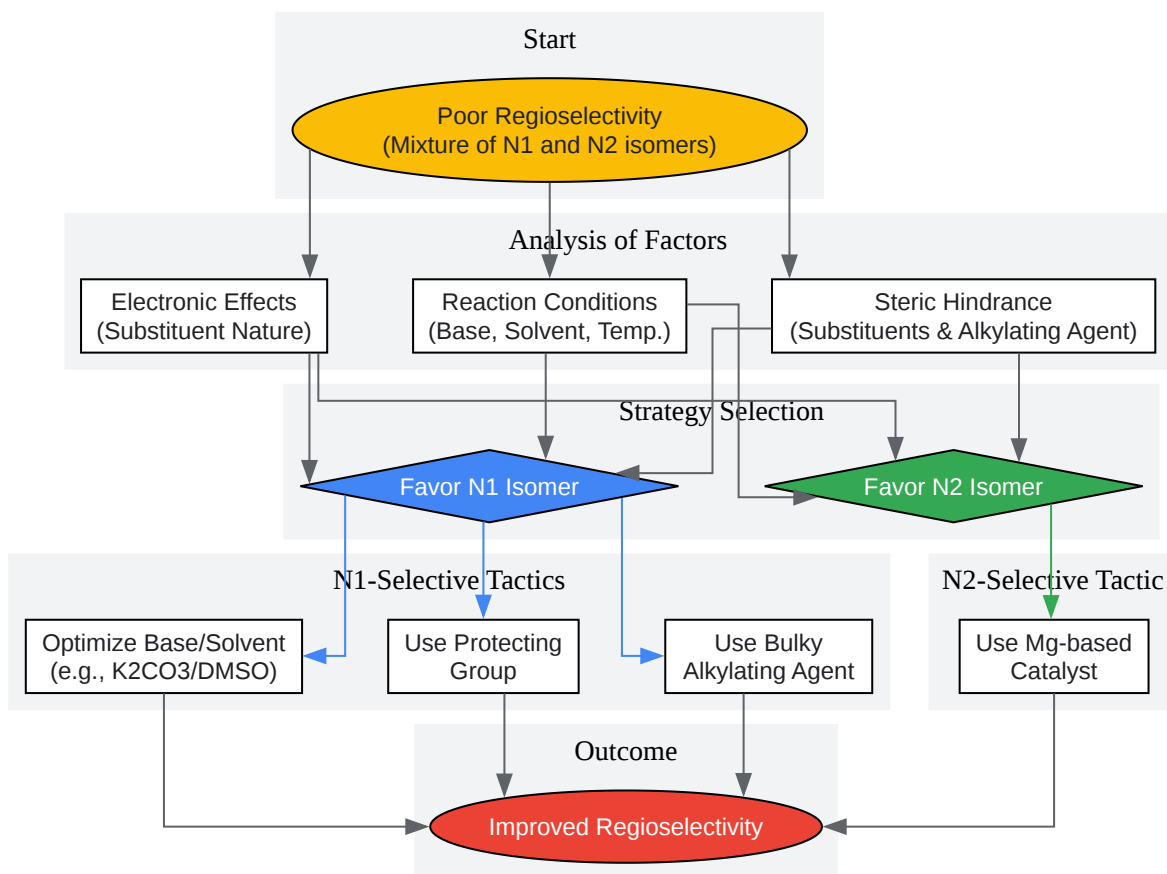 Start
Poor Regioselectivity
(Mixture of N1 and N2 isomers)
Analysis of Factors
Electronic Effects
(Substituent Nature)
Reaction Conditions
(Base, Solvent, Temp.)
Steric Hindrance
(Substituents & Alkylating Agent)
Strategy Selection
Favor N1 Isomer
Favor N2 Isomer
N1-Selective Tactics
N2-Selective Tactic
Optimize Base/Solvent
(e.g., K2CO3/DMSO)
Use Protecting
Group
Use Bulky
Alkylating Agent
Use Mg-based
Catalyst
Outcome
Improved Regioselectivity